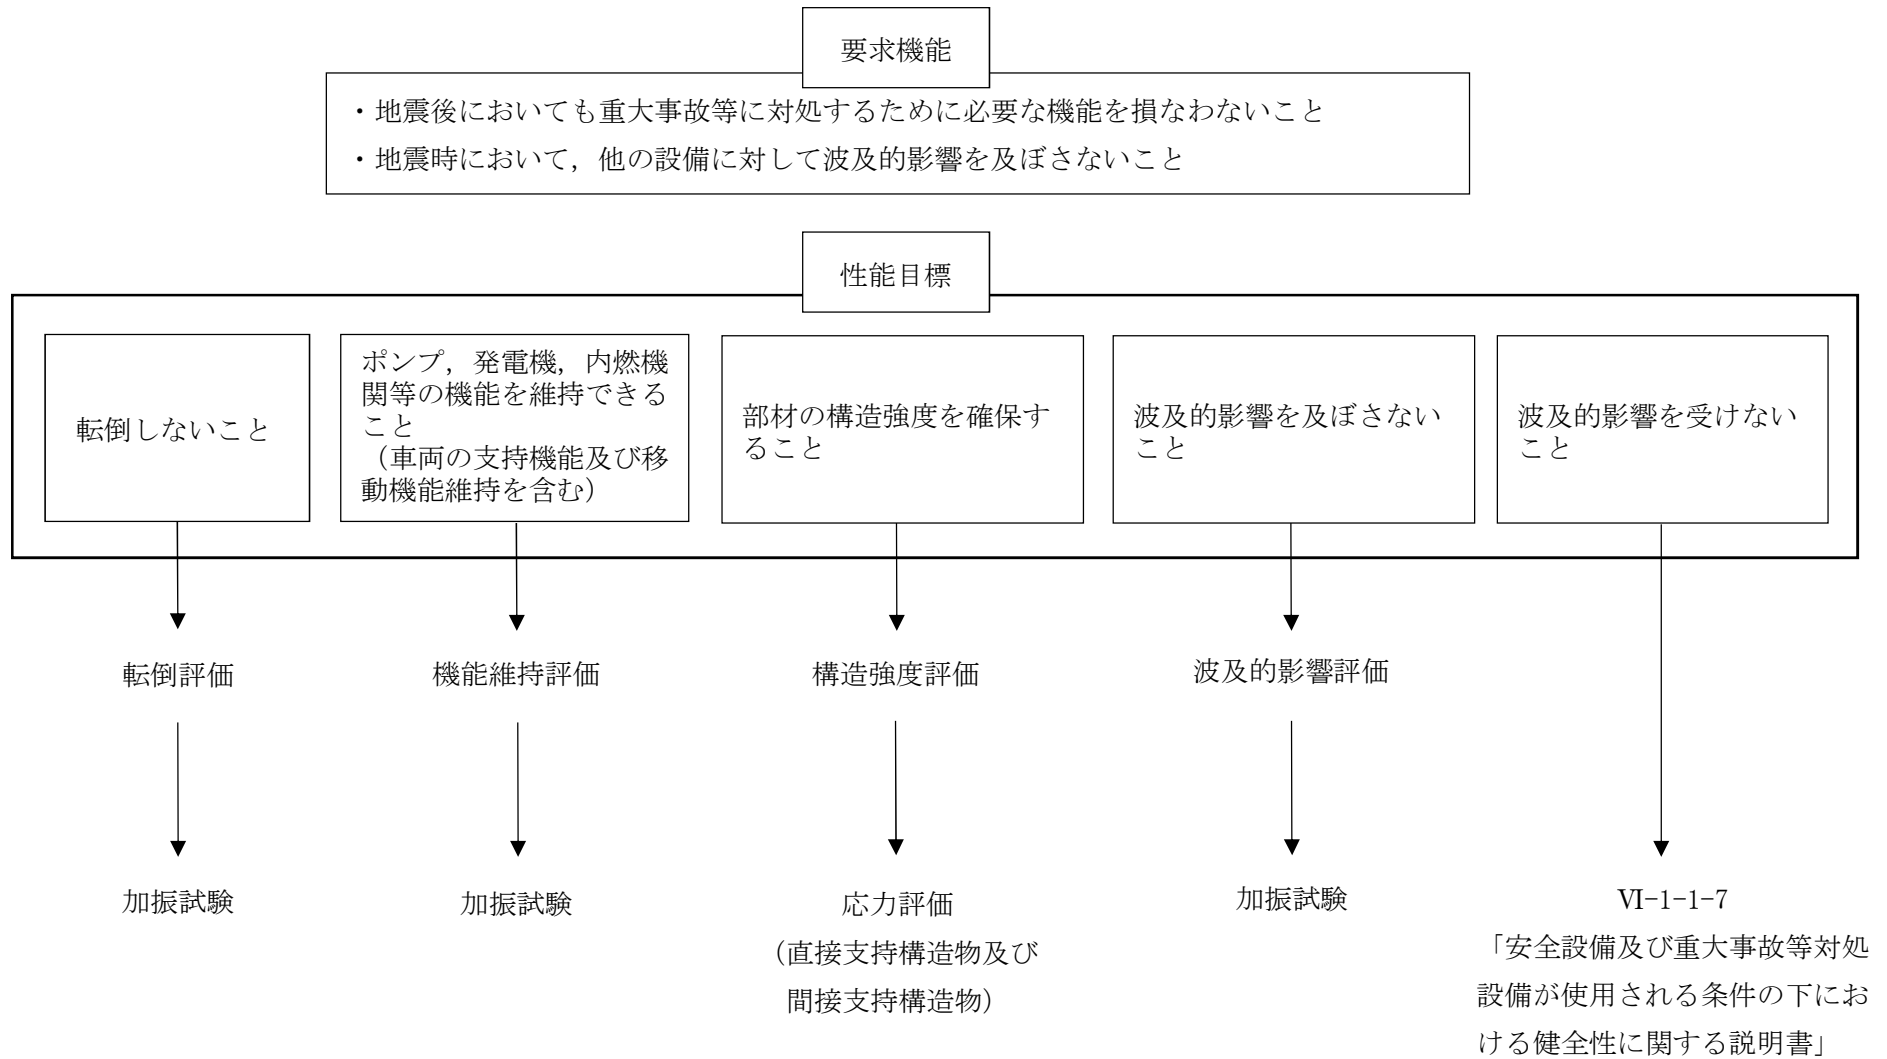 要求機能
・地震後においても重大事故等に対処するために必要な機能を損なわないこと
・地震時において，他の設備に対して波及的影響を及ぼさないこと
性能目標
転倒しないこと
ポンプ，発電機，内燃機
関等の機能を維持できる
こと
（車両の支持機能及び移
動機能維持を含む）
部材の構造強度を確保す
ること
波及的影響を及ぼさない
こと
波及的影響を受けない
こと
転倒評価
機能維持評価
構造強度評価
波及的影響評価
加振試験
加振試験
応力評価
（直接支持構造物及び
間接支持構造物）
加振試験
Ⅵ-1-1-7
「安全設備及び重大事故等対処
設備が使用される条件の下にお
ける健全性に関する説明書」